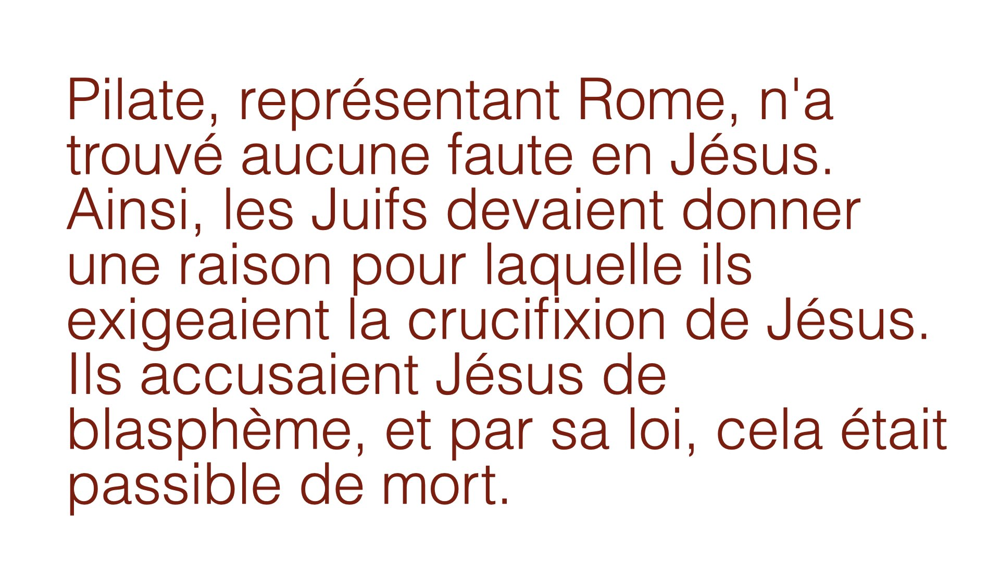 Pilate, représentant Rome, n'a
trouvé aucune faute en Jésus.
Ainsi, les Juifs devaient donner
une raison pour laquelle ils
exigeaient la crucifixion de Jésus.
Ils accusaient Jésus de
blasphème, et par sa loi, cela était
passible de mort.